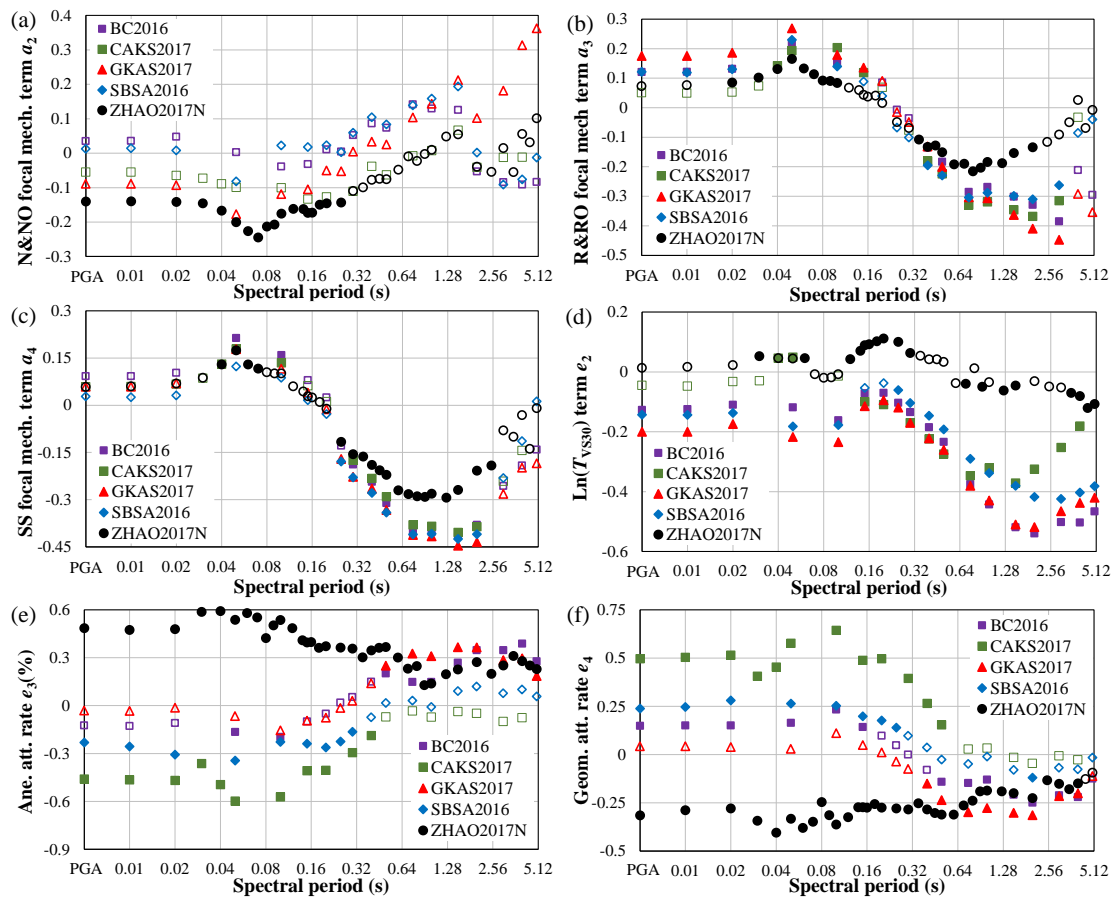 (a)
N&NO focal mech. term a2
0.4
0.3
0.2
0.1
0
-0.1
-0.2
-0.3
BC2016
CAKS2017
GKAS2017
SBSA2016
ZHAO2017N
PGA 0.01 0.02 0.04 0.08 0.16 0.32 0.64 1.28 2.56 5.12
Spectral period (s)
(b)
R&RO focal mech term a3
0.3
0.2
0.1
0
-0.1
-0.2
-0.3
-0.4
-0.5
BC2016
CAKS2017
GKAS2017
SBSA2016
ZHAO2017N
PGA 0.01 0.02 0.04 0.08 0.16 0.32 0.64 1.28 2.56 5.12
Spectral period (s)
(c)
SS focal mech. term a4
0.3
0.15
0
-0.15
-0.3
-0.45
BC2016
CAKS2017
GKAS2017
SBSA2016
ZHAO2017N
PGA 0.01 0.02 0.04 0.08 0.16 0.32 0.64 1.28 2.56 5.12
Spectral period (s)
(d)
Ln(TVS30) term e2
0.2
0
-0.2
-0.4
-0.6
BC2016
CAKS2017
GKAS2017
SBSA2016
ZHAO2017N
PGA 0.01 0.02 0.04 0.08 0.16 0.32 0.64 1.28 2.56 5.12
Spectral period (s)
(e)
Ane. att. rate e3(%)
0.6
0.3
0
-0.3
-0.6
-0.9
BC2016
CAKS2017
GKAS2017
SBSA2016
ZHAO2017N
PGA 0.01 0.02 0.04 0.08 0.16 0.32 0.64 1.28 2.56 5.12
Spectral period (s)
(f)
Geom. att. rate e4
0.75
0.5
0.25
0
-0.25
-0.5
BC2016
CAKS2017
GKAS2017
SBSA2016
ZHAO2017N
PGA 0.01 0.02 0.04 0.08 0.16 0.32 0.64 1.28 2.56 5.12
Spectral period (s)